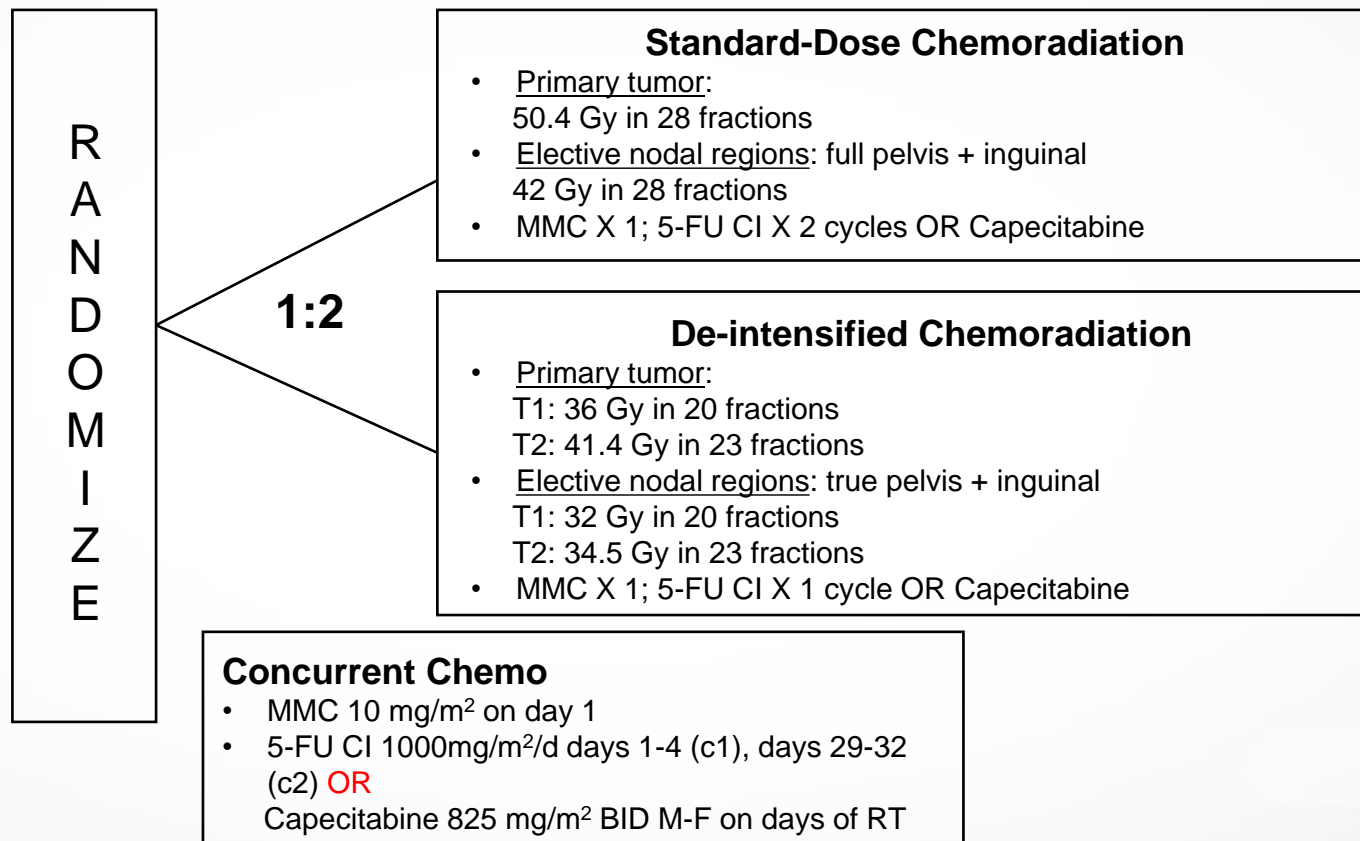 RANDOMIZE
1:2
Standard-Dose Chemoradiation
• Primary tumor:
50.4 Gy in 28 fractions
• Elective nodal regions: full pelvis + inguinal
42 Gy in 28 fractions
• MMC X 1; 5-FU CI X 2 cycles OR Capecitabine
De-intensified Chemoradiation
• Primary tumor:
T1: 36 Gy in 20 fractions
T2: 41.4 Gy in 23 fractions
• Elective nodal regions: true pelvis + inguinal
T1: 32 Gy in 20 fractions
T2: 34.5 Gy in 23 fractions
• MMC X 1; 5-FU CI X 1 cycle OR Capecitabine
Concurrent Chemo
• MMC 10 mg/m² on day 1
• 5-FU CI 1000mg/m²/d days 1-4 (c1), days 29-32
(c2) OR
Capecitabine 825 mg/m² BID M-F on days of RT